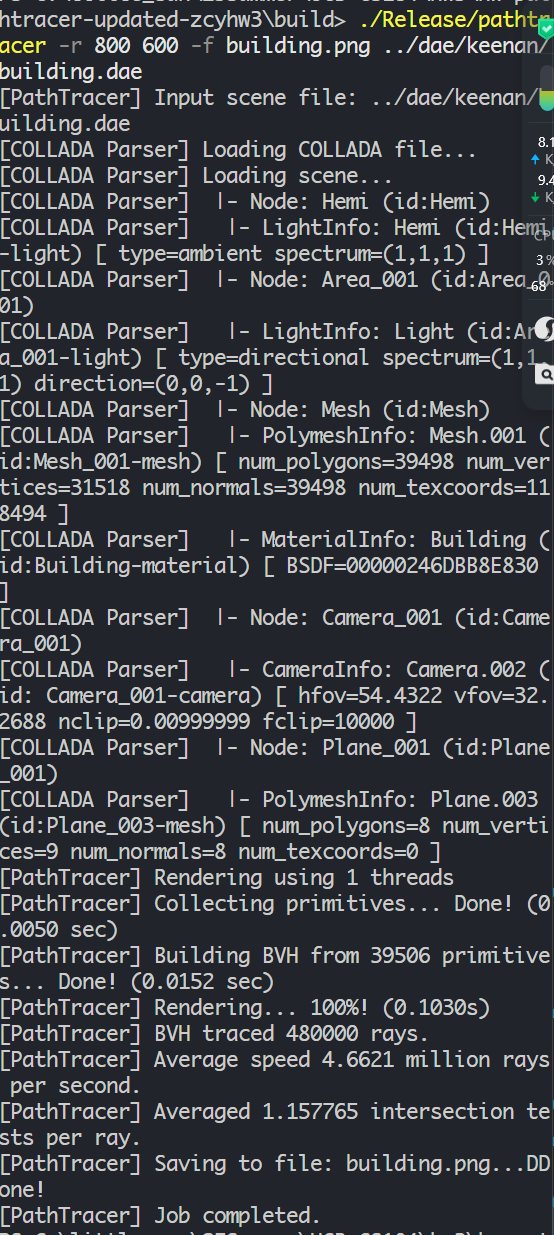 htracer-updated-zcyhw3\build> ./Release/patht
racer -r 800 600 -f building.png ../dae/keenan/
building.dae
[PathTracer] Input scene file: ../dae/keenan/b
uilding.dae
[COLLADA Parser] Loading COLLADA file...
[COLLADA Parser] Loading scene...
[COLLADA Parser]  |- Node: Hemi (id:Hemi)
[COLLADA Parser]   |- LightInfo: Hemi (id:Hemi
-light) [ type=ambient spectrum=(1,1,1) ]
[COLLADA Parser]  |- Node: Area_001 (id:Area_0
01)
[COLLADA Parser]   |- LightInfo: Light (id:Are
a_001-light) [ type=directional spectrum=(1,1,
1) direction=(0,0,-1) ]
[COLLADA Parser]  |- Node: Mesh (id:Mesh)
[COLLADA Parser]   |- PolymeshInfo: Mesh.001 (
id:Mesh_001-mesh) [ num_polygons=39498 num_ver
tices=31518 num_normals=39498 num_texcoords=11
8494 ]
[COLLADA Parser]   |- MaterialInfo: Building (
id:Building-material) [ BSDF=00000246DBB8E830
]
[COLLADA Parser]  |- Node: Camera_001 (id:Came
ra_001)
[COLLADA Parser]   |- CameraInfo: Camera.002 (
id: Camera_001-camera) [ hfov=54.4322 vfov=32.
2688 nclip=0.00999999 fclip=10000 ]
[COLLADA Parser]  |- Node: Plane_001 (id:Plane
_001)
[COLLADA Parser]   |- PolymeshInfo: Plane.003
(id:Plane_003-mesh) [ num_polygons=8 num_verti
ces=9 num_normals=8 num_texcoords=0 ]
[PathTracer] Rendering using 1 threads
[PathTracer] Collecting primitives... Done! (0
.0050 sec)
[PathTracer] Building BVH from 39506 primitive
s... Done! (0.0152 sec)
[PathTracer] Rendering... 100%! (0.1030s)
[PathTracer] BVH traced 480000 rays.
[PathTracer] Average speed 4.6621 million rays
 per second.
[PathTracer] Averaged 1.157765 intersection te
sts per ray.
[PathTracer] Saving to file: building.png...DD
one!
[PathTracer] Job completed.
8.1
K
9.4
K
CPU
3 %
68°